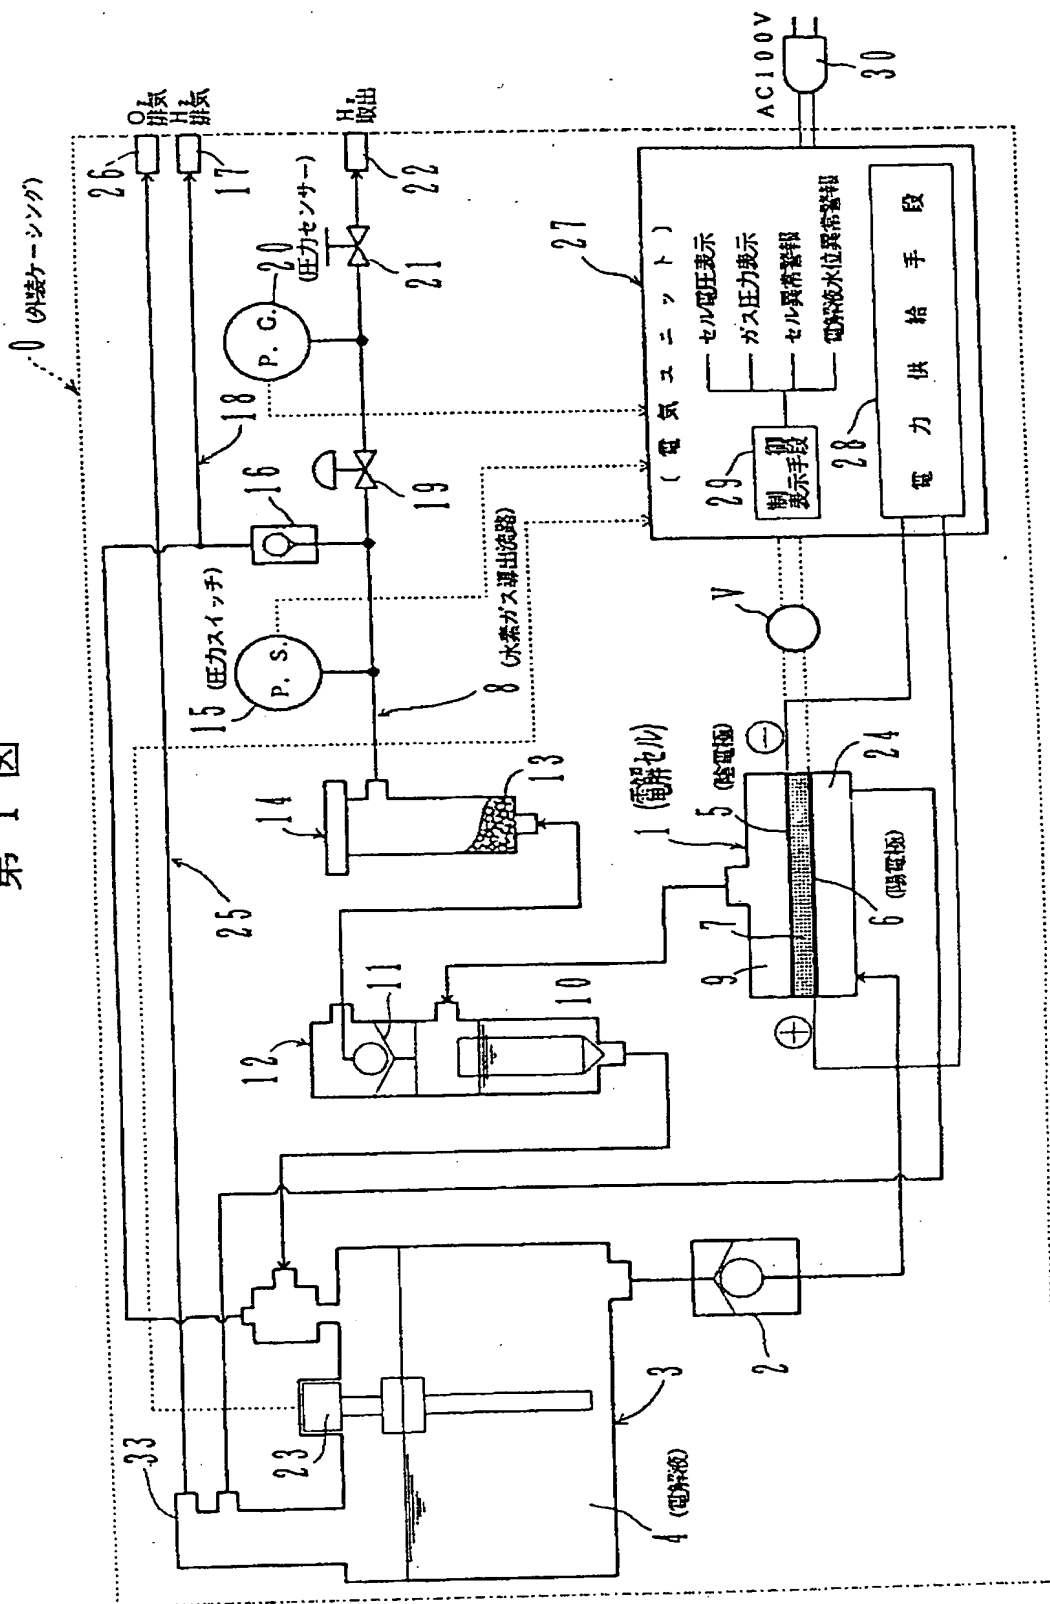 第 1 図
0 (外装ケーシング)
26
O₂
排気
17
H₂
排気
22
H₂
取出
18
20
(圧力センサー)
P. G.
21
16
19
15 (圧力スイッチ)
P. S.
8 (水素ガス導出流路)
25
14
13
12
11
10
33
23
3
4 (電解液)
2
1 (電解セル)
5 (陰電極)
6 (陽電極)
7
9
24
V
27
(電気ユニット)
セル電圧表示
ガス圧力表示
セル異常警報
電解液水位異常警報
29
制御
表示手段
28
電力供給手段
AC100V
30